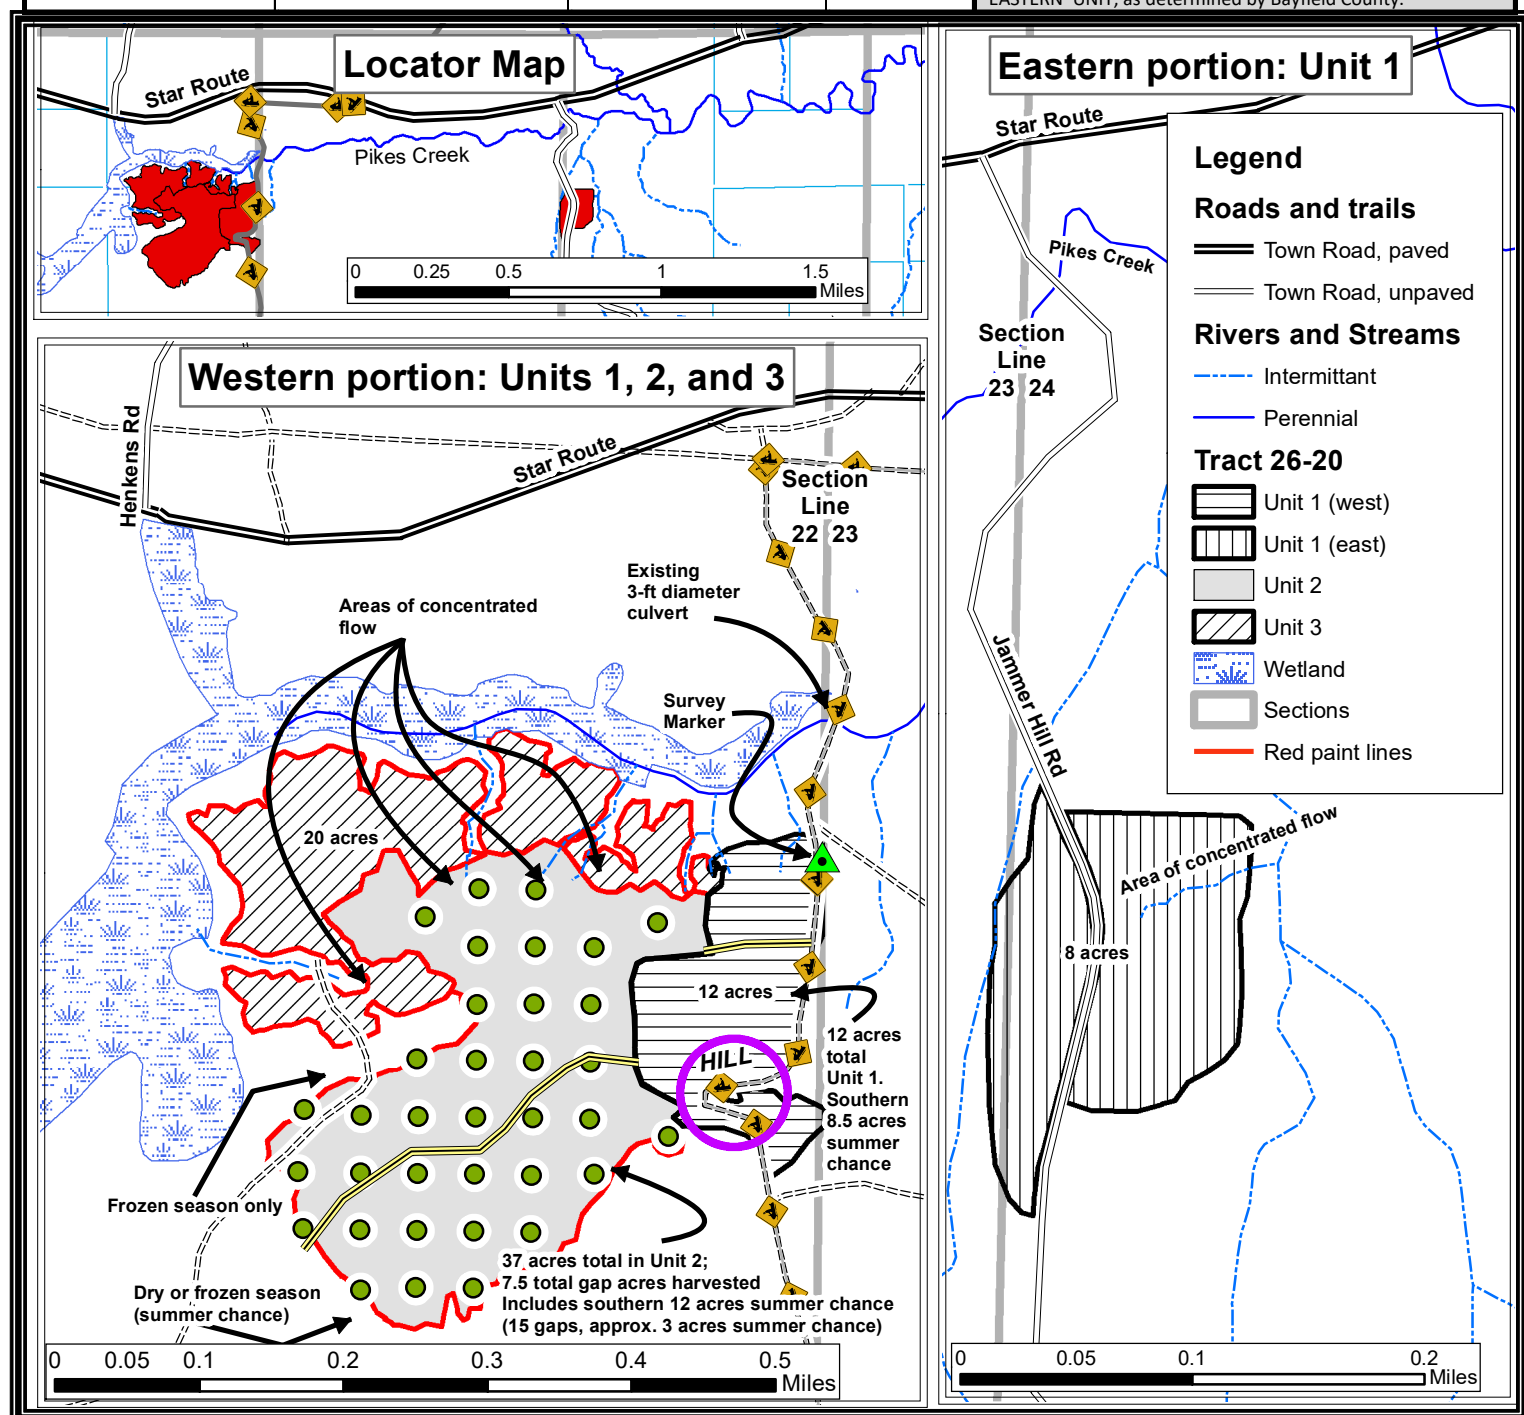 EASTERN UNIT, as determined by Bayfield County.
Locator Map
Star Route
Pikes Creek
0 0.25 0.5 1 1.5
Miles
Western portion: Units 1, 2, and 3
Henkens Rd
Star Route
Section
Line
22 23
Existing
3-ft diameter
culvert
Areas of concentrated
flow
Survey
Marker
20 acres
12 acres
HILL
12 acres
total
Unit 1.
Southern
8.5 acres
summer
chance
Frozen season only
Dry or frozen season
(summer chance)
37 acres total in Unit 2;
7.5 total gap acres harvested
Includes southern 12 acres summer chance
(15 gaps, approx. 3 acres summer chance)
0 0.05 0.1 0.2 0.3 0.4 0.5
Miles
Eastern portion: Unit 1
Star Route
Pikes Creek
Section
Line
23 24
Jammer Hill Rd
Area of concentrated flow
8 acres
0 0.05 0.1 0.2
Miles
Legend
Roads and trails
Town Road, paved
Town Road, unpaved
Rivers and Streams
Intermittant
Perennial
Tract 26-20
Unit 1 (west)
Unit 1 (east)
Unit 2
Unit 3
Wetland
Sections
Red paint lines